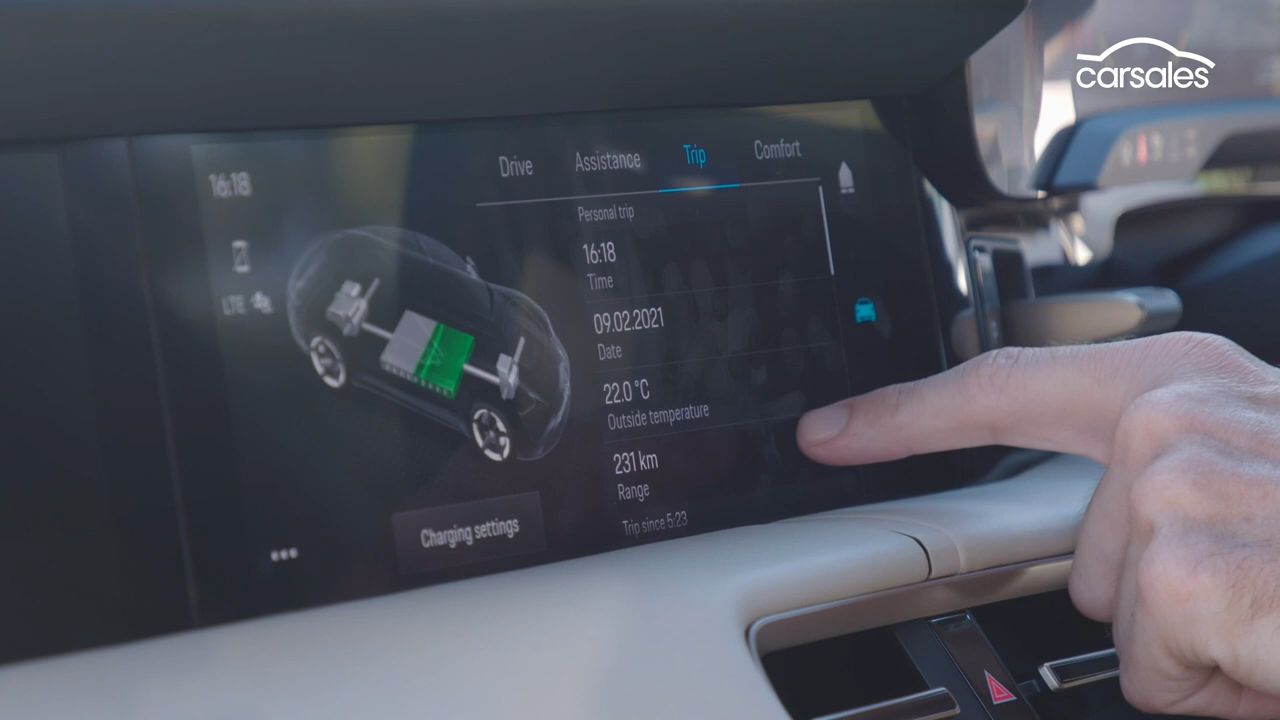 carsales
Drive Assistance Trip Comfort
16:18
Personal trip
16:18
Time
LTE
09.02.2021
Date
22.0 °C
Outside temperature
231 km
Range
Trip since 5:23
Charging settings